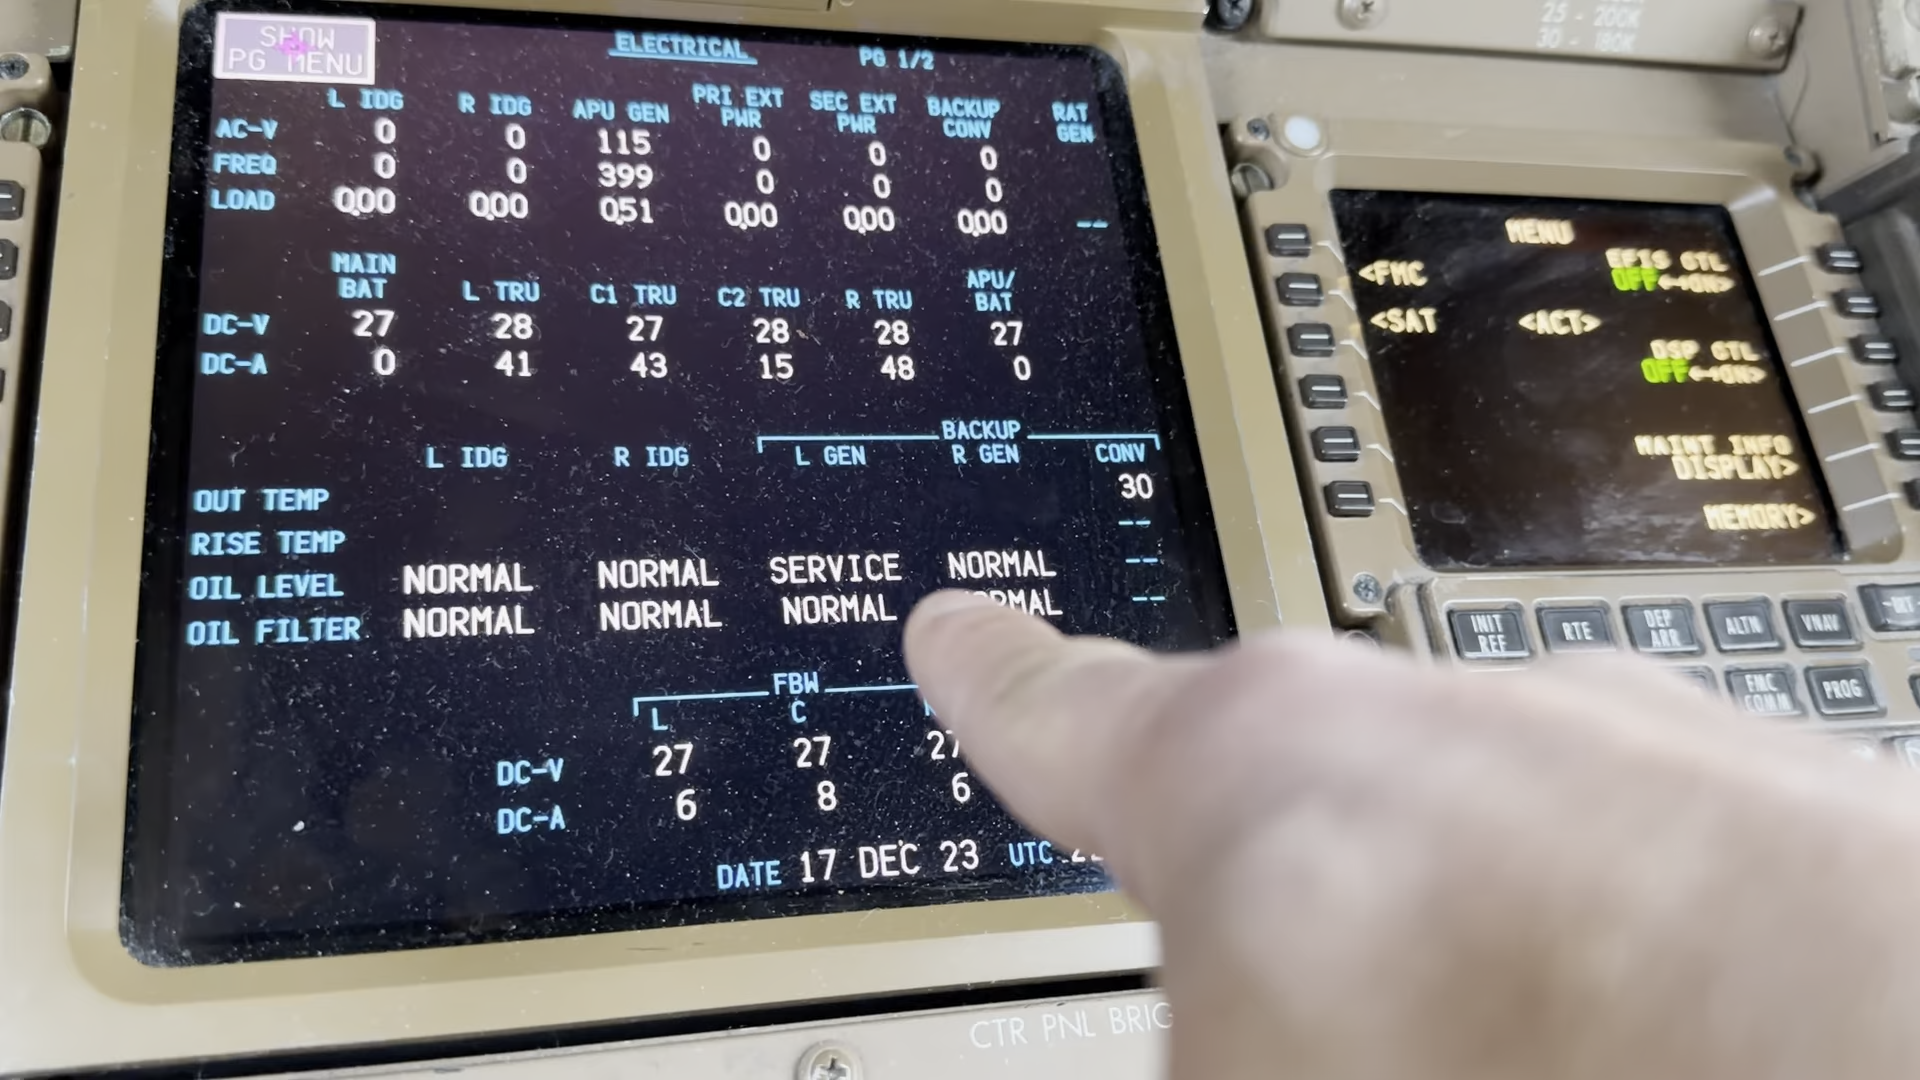 SHOW
PG MENU
ELECTRICAL PG 1/2
L IDG R IDG APU GEN PRI EXT PWR SEC EXT PWR BACKUP CONV RAT GEN
AC-V 0 0 115 0 0 0
FREQ 0 0 399 0 0 0
LOAD 0.00 0.00 0.51 0.00 0.00 0.00 --
MAIN BAT L TRU C1 TRU C2 TRU R TRU APU/BAT
DC-V 27 28 27 28 28 27
DC-A 0 41 43 15 48 0
BACKUP
L IDG R IDG L GEN R GEN CONV
OUT TEMP 30
RISE TEMP --
OIL LEVEL NORMAL NORMAL SERVICE NORMAL --
OIL FILTER NORMAL NORMAL NORMAL NORMAL --
FBW
L C
DC-V 27 27 27
DC-A 6 8 6
DATE 17 DEC 23 UTC
CTR PNL BRIG
25 - 200K
30 - 180K
MENU
<FMC EFIS CTL
OFF<-->ON>
<SAT <ACT>
DSP CTL
OFF<-->ON>
MAINT INFO
DISPLAY>
MEMORY>
INIT REF
RTE
DEP ARR
ALTN
VNAV
FMC COMM
PROG